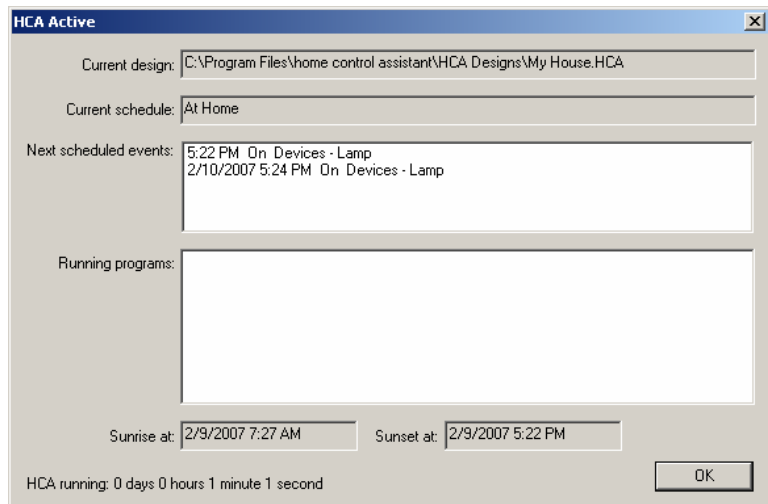 HCA Active
Current design: C:\Program Files\home control assistant\HCA Designs\My House.HCA
Current schedule: At Home
Next scheduled events: 5:22 PM On Devices - Lamp
2/10/2007 5:24 PM On Devices - Lamp
Running programs:
Sunrise at: 2/9/2007 7:27 AM Sunset at: 2/9/2007 5:22 PM
HCA running: 0 days 0 hours 1 minute 1 second OK